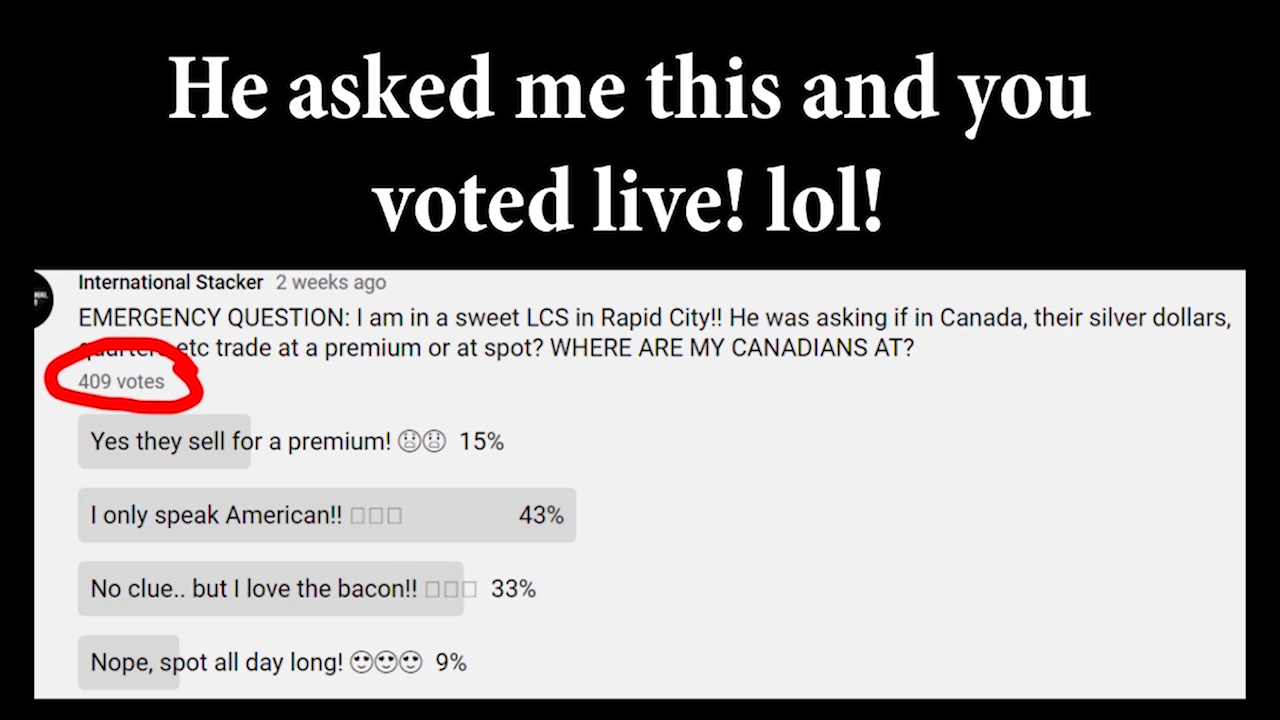 He asked me this and you
voted live! lol!
International Stacker 2 weeks ago
EMERGENCY QUESTION: I am in a sweet LCS in Rapid City!! He was asking if in Canada, their silver dollars,
quarters etc trade at a premium or at spot? WHERE ARE MY CANADIANS AT?
409 votes
Yes they sell for a premium! 😧😧 15%
I only speak American!! □□□ 43%
No clue.. but I love the bacon!! □□□ 33%
Nope, spot all day long! 😍😍😍 9%